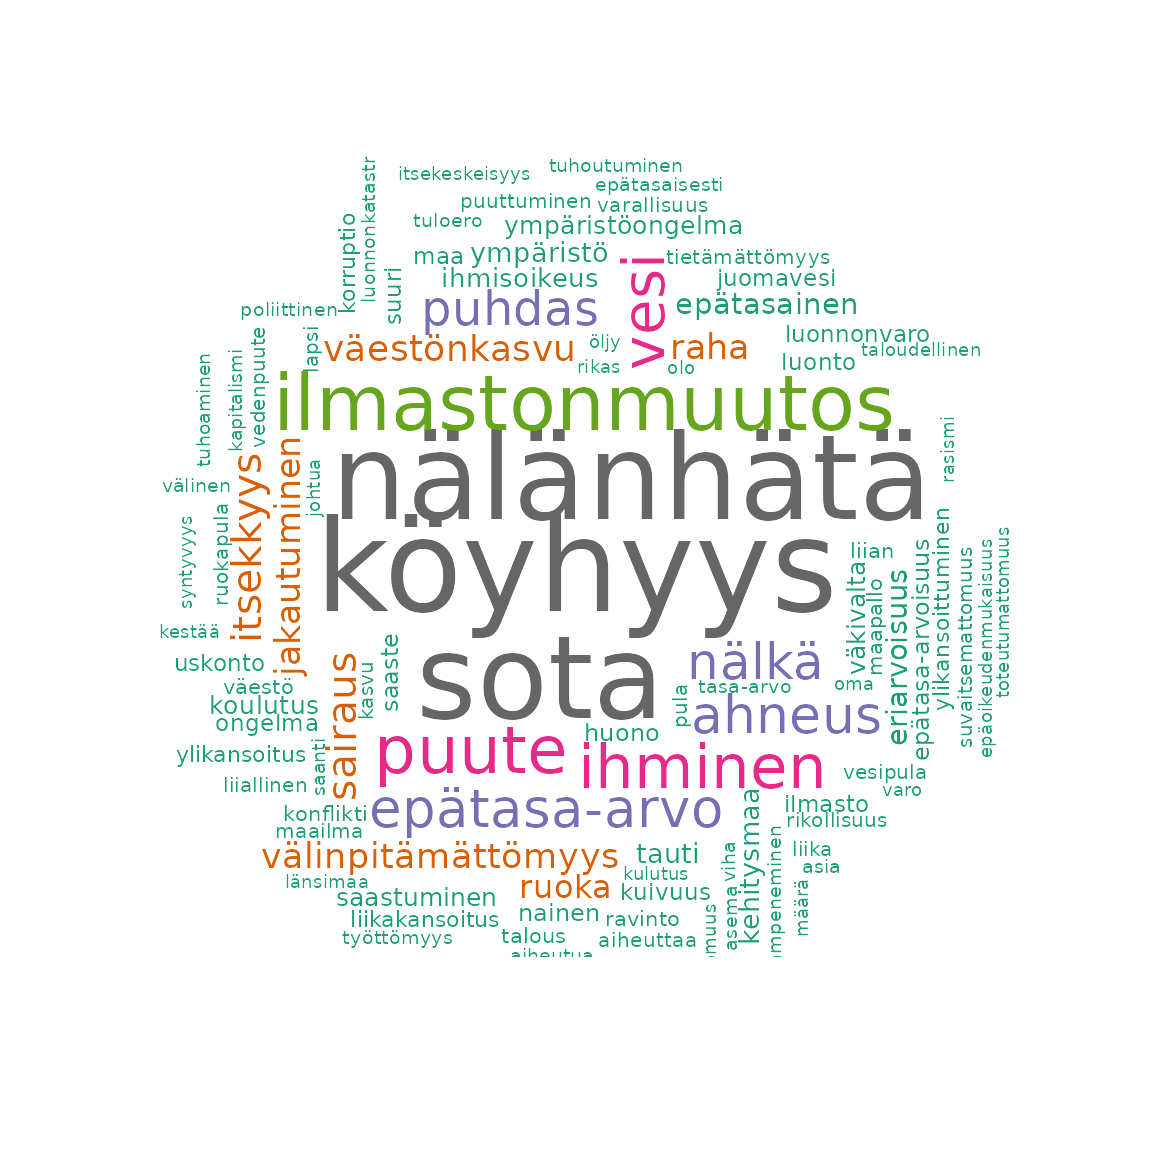 tuhoutuminen
itsekeskeisyys
epätasaisesti
puuttuminen
varallisuus
luonnonkatastr
tuloero
ympäristöongelma
korruptio
maa
ympäristö
tietämättömyys
suuri
ihmisoikeus
juomavesi
vesi
puhdas
epätasainen
poliittinen
lapsi
väestönkasvu
öljy
raha
luonnonvaro
taloudellinen
rikas
olo
luonto
tuhoaminen
kapitalismi
vedenpuute
ilmastonmuutos
nälänhätä
rasismi
välinen
itsekkyys
jakautuminen
johtua
syntyvyys
ruokapula
köyhyys
liian
väkivalta
maapallo
eriarvoisuus
epätasa-arvoisuus
ylikansoittuminen
suvaitsemattomuus
epäoikeudenmukaisuus
toteutumattomuus
kestää
uskonto
sairaus
kasvu
saaste
sota
nälkä
väestö
pula
tasa-arvo
oma
koulutus
ongelma
ahneus
huono
ylikansoitus
saanti
puute
ihminen
vesipula
liiallinen
varo
konflikti
epätasa-arvo
kehitysmaa
ilmasto
maailma
rikollisuus
välinpitämättömyys
tauti
viha
liika
asia
länsimaa
ruoka
kulutus
saastuminen
kuivuus
asema
määrä
liikakansoitus
nainen
ravinto
omuus
mpeneminen
työttömyys
talous
aiheuttaa
aiheutua